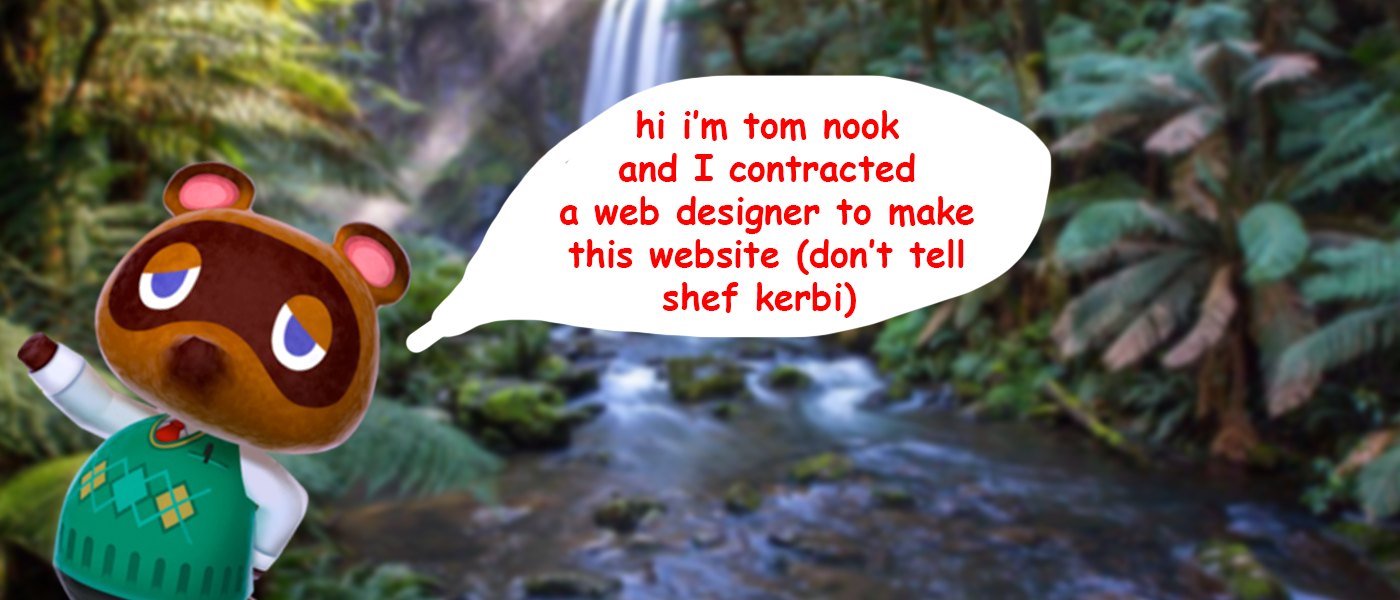 hi i'm tom nook
and I contracted
a web designer to make
this website (don't tell
shef kerbi)